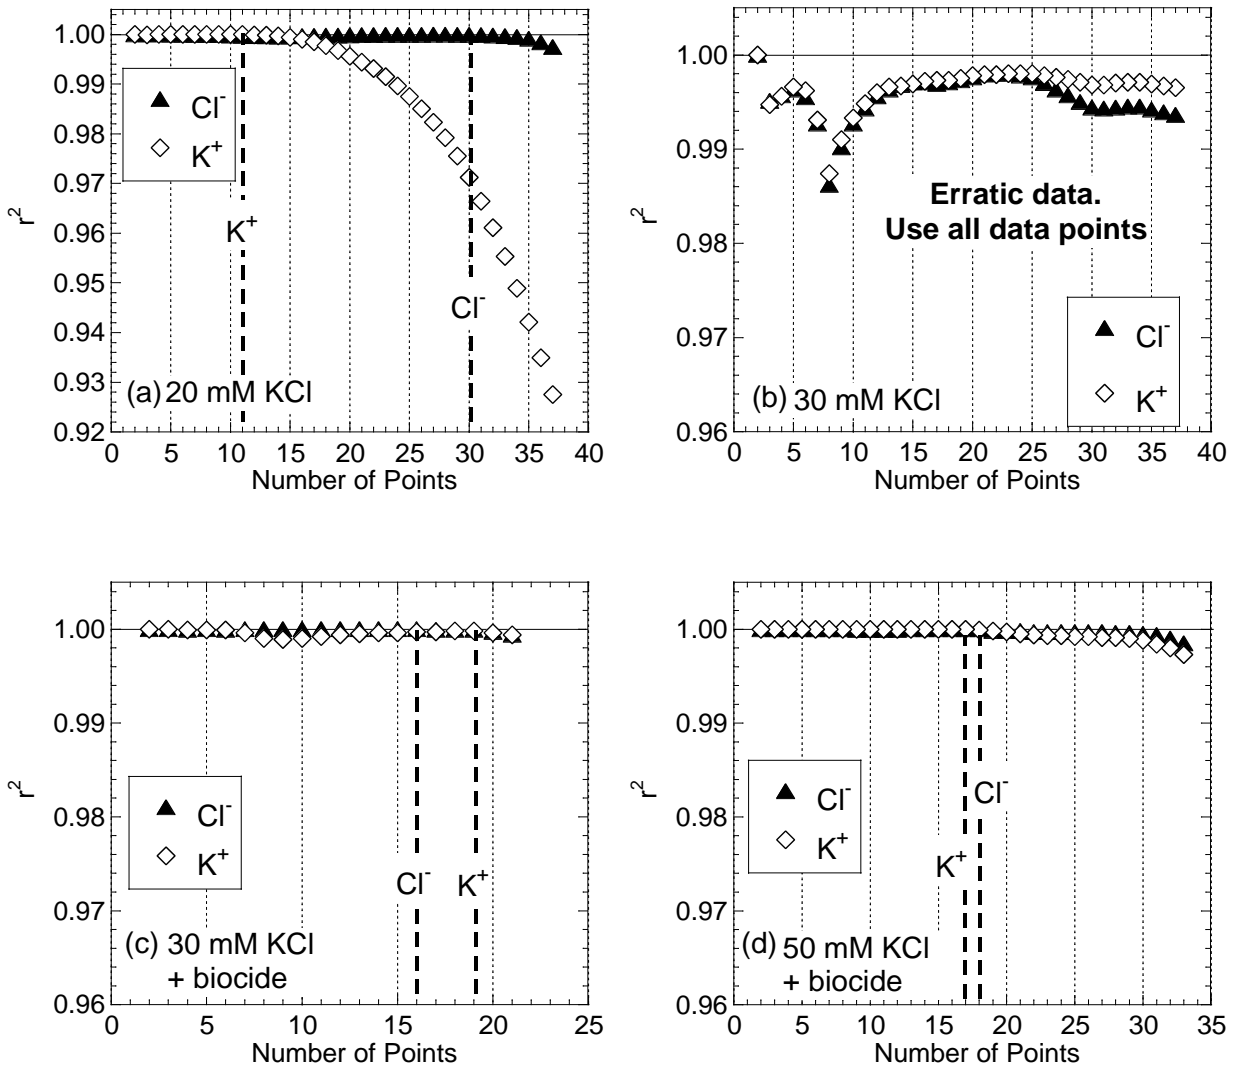 1.00
0.99
0.98
0.97
0.96
0.95
0.94
0.93
0.92
r²
Cl⁻
K⁺
K⁺
Cl⁻
(a) 20 mM KCl
0 5 10 15 20 25 30 35 40
Number of Points
1.00
0.99
0.98
0.97
0.96
r²
Erratic data.
Use all data points
Cl⁻
K⁺
(b) 30 mM KCl
0 5 10 15 20 25 30 35 40
Number of Points
1.00
0.99
0.98
0.97
0.96
r²
Cl⁻
K⁺
Cl⁻
K⁺
(c) 30 mM KCl
+ biocide
0 5 10 15 20 25
Number of Points
1.00
0.99
0.98
0.97
0.96
r²
Cl⁻
K⁺
Cl⁻
K⁺
(d) 50 mM KCl
+ biocide
0 5 10 15 20 25 30 35
Number of Points